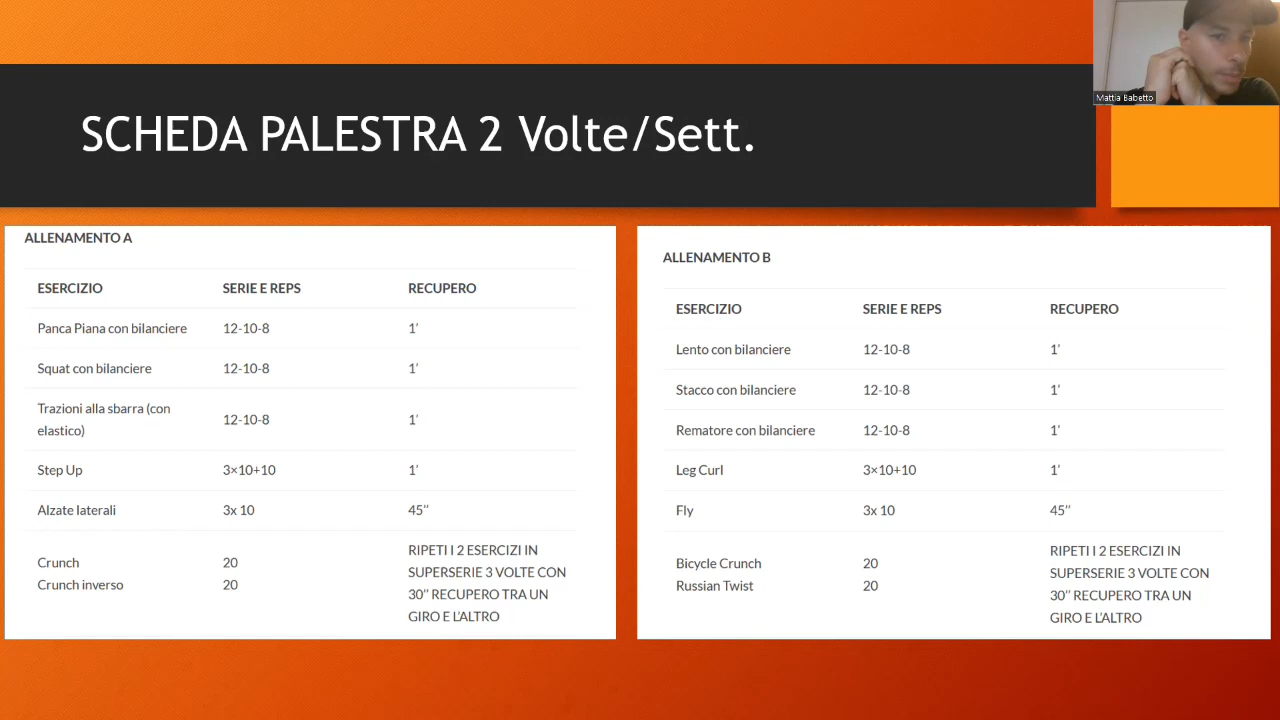 Mattia Babetto
SCHEDA PALESTRA 2 Volte/Sett.
ALLENAMENTO A
ESERCIZIO SERIE E REPS RECUPERO
Panca Piana con bilanciere 12-10-8 1’
Squat con bilanciere 12-10-8 1’
Trazioni alla sbarra (con
elastico) 12-10-8 1’
Step Up 3×10+10 1’
Alzate laterali 3x 10 45’’
Crunch 20
Crunch inverso 20
RIPETI I 2 ESERCIZI IN
SUPERSERIE 3 VOLTE CON
30’’ RECUPERO TRA UN
GIRO E L’ALTRO
ALLENAMENTO B
ESERCIZIO SERIE E REPS RECUPERO
Lento con bilanciere 12-10-8 1’
Stacco con bilanciere 12-10-8 1’
Rematore con bilanciere 12-10-8 1’
Leg Curl 3×10+10 1’
Fly 3x 10 45’’
Bicycle Crunch 20
Russian Twist 20
RIPETI I 2 ESERCIZI IN
SUPERSERIE 3 VOLTE CON
30’’ RECUPERO TRA UN
GIRO E L’ALTRO